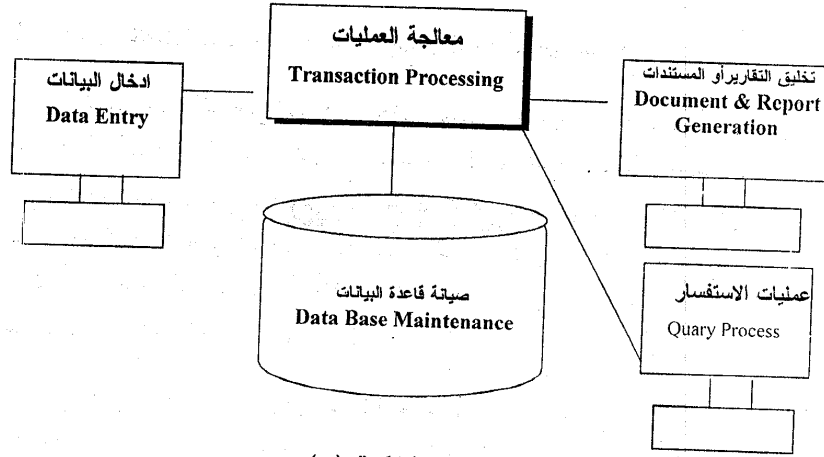 معالجة العمليات
Transaction Processing
ادخال البيانات
Data Entry
تخليق التقارير أو المستندات
Document & Report
Generation
صيانة قاعدة البيانات
Data Base Maintenance
عمليات الاستفسار
Quary Process